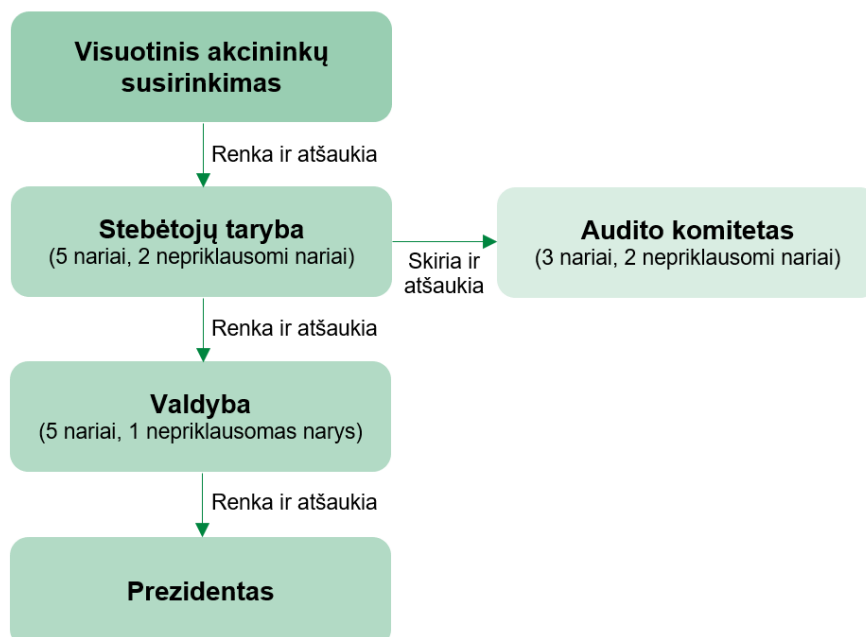 Visuotinis akcininkų
susirinkimas
Renka ir atšaukia
Stebėtojų taryba
(5 nariai, 2 nepriklausomi nariai)
Skiria ir
atšaukia
Audito komitetas
(3 nariai, 2 nepriklausomi nariai)
Renka ir atšaukia
Valdyba
(5 nariai, 1 nepriklausomas narys)
Renka ir atšaukia
Prezidentas